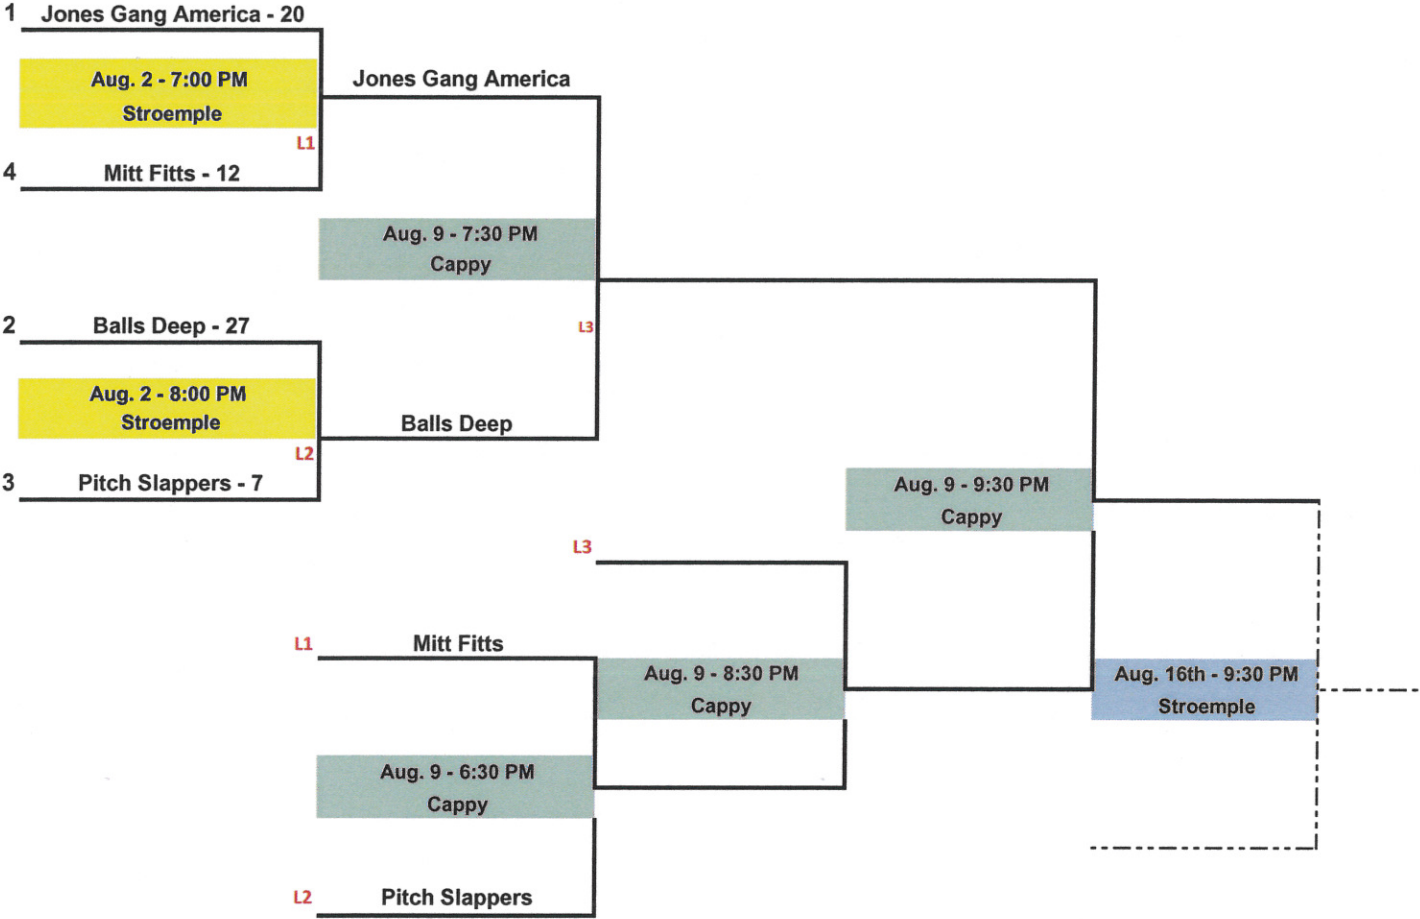 1 Jones Gang America - 20
Aug. 2 - 7:00 PM
Stroemple
L1
4 Mitt Fitts - 12
Jones Gang America
Aug. 9 - 7:30 PM
Cappy
L3
2 Balls Deep - 27
Aug. 2 - 8:00 PM
Stroemple
L2
3 Pitch Slappers - 7
Balls Deep
Aug. 9 - 9:30 PM
Cappy
L3
L1 Mitt Fitts
Aug. 9 - 8:30 PM
Cappy
Aug. 16th - 9:30 PM
Stroemple
Aug. 9 - 6:30 PM
Cappy
L2 Pitch Slappers